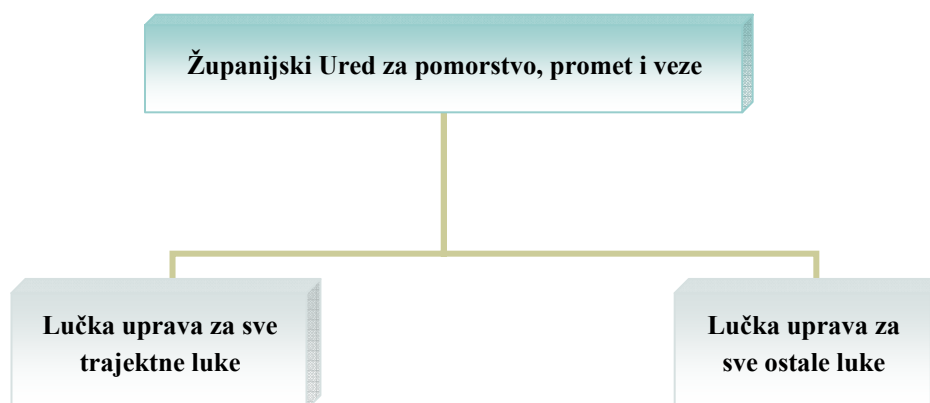 Županijski Ured za pomorstvo, promet i veze
Lučka uprava za sve
trajektne luke
Lučka uprava za
sve ostale luke